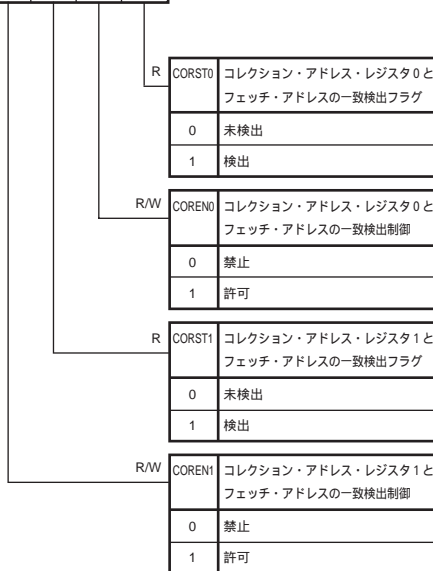 R CORST0 コレクション・アドレス・レジスタ0と
フェッチ・アドレスの一致検出フラグ
0 未検出
1 検出
R/W COREN0 コレクション・アドレス・レジスタ0と
フェッチ・アドレスの一致検出制御
0 禁止
1 許可
R CORST1 コレクション・アドレス・レジスタ1と
フェッチ・アドレスの一致検出フラグ
0 未検出
1 検出
R/W COREN1 コレクション・アドレス・レジスタ1と
フェッチ・アドレスの一致検出制御
0 禁止
1 許可